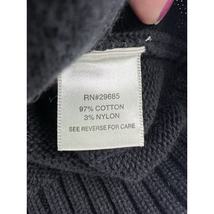 RN#29685
97% COTTON
3% NYLON
SEE REVERSE FOR CARE